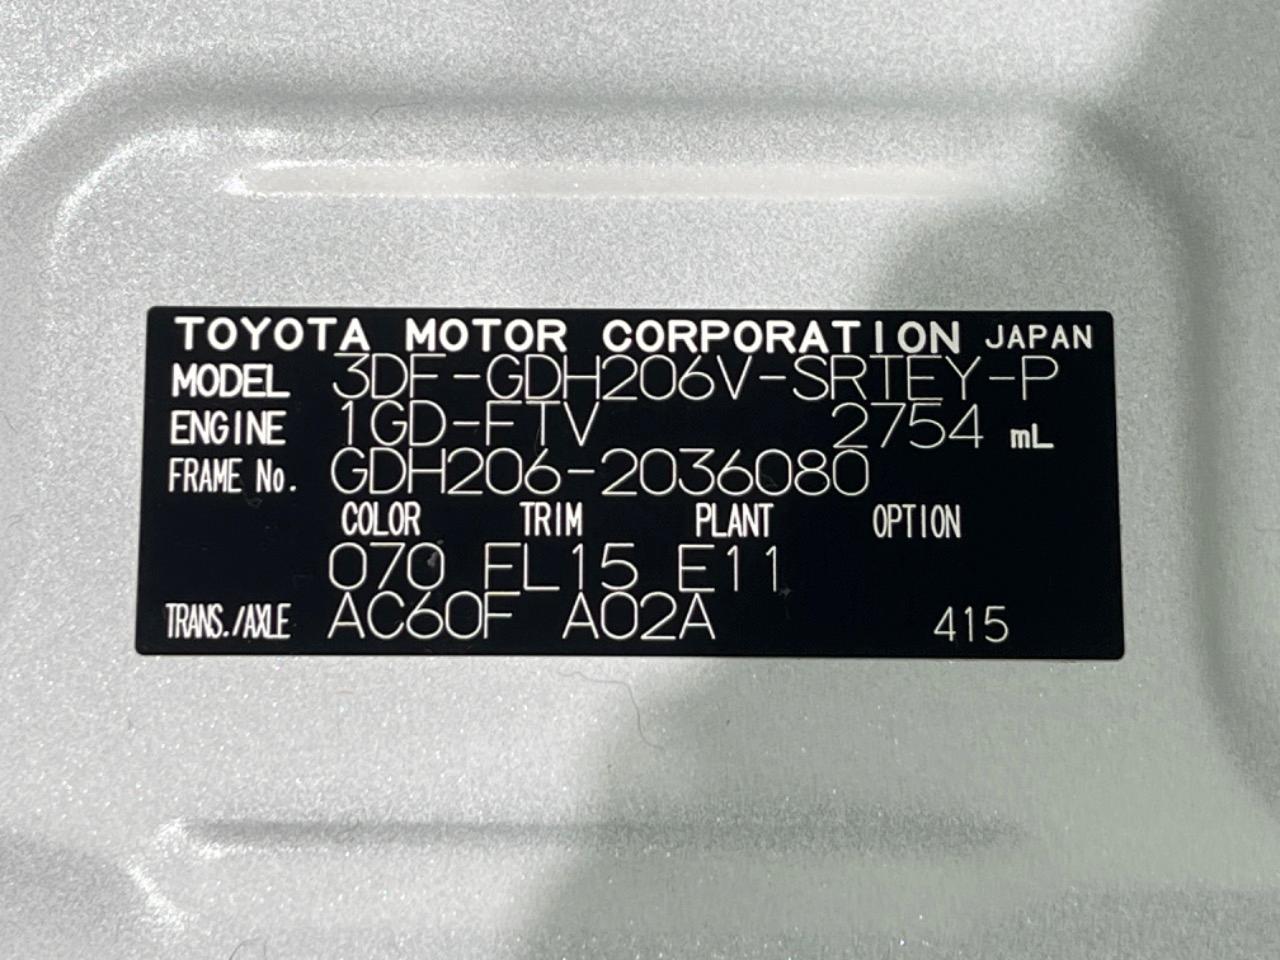 TOYOTA MOTOR CORPORATION JAPAN
MODEL 3DF-GDH206V-SRTEY-P
ENGINE 1GD-FTV 2754 mL
FRAME No. GDH206-2036080
COLOR TRIM PLANT OPTION
070 FL15 E11
TRANS./AXLE AC60F A02A 415